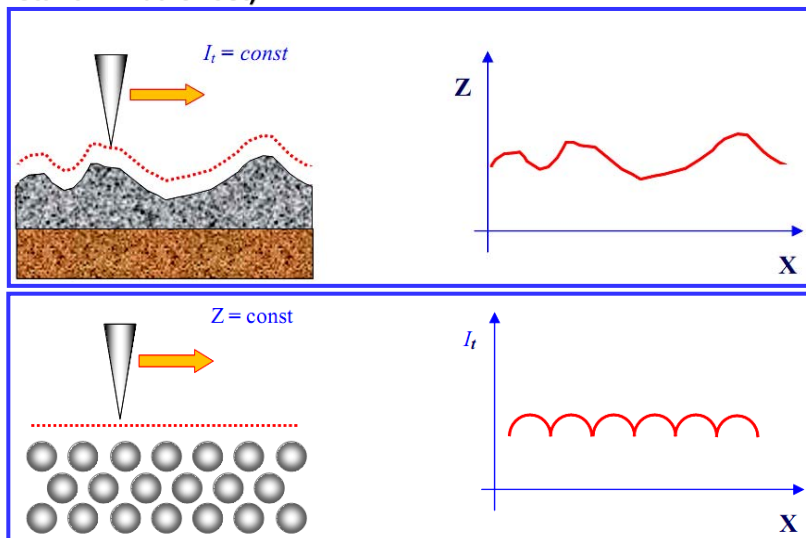 I_t = const
Z
X
Z = const
I_t
X